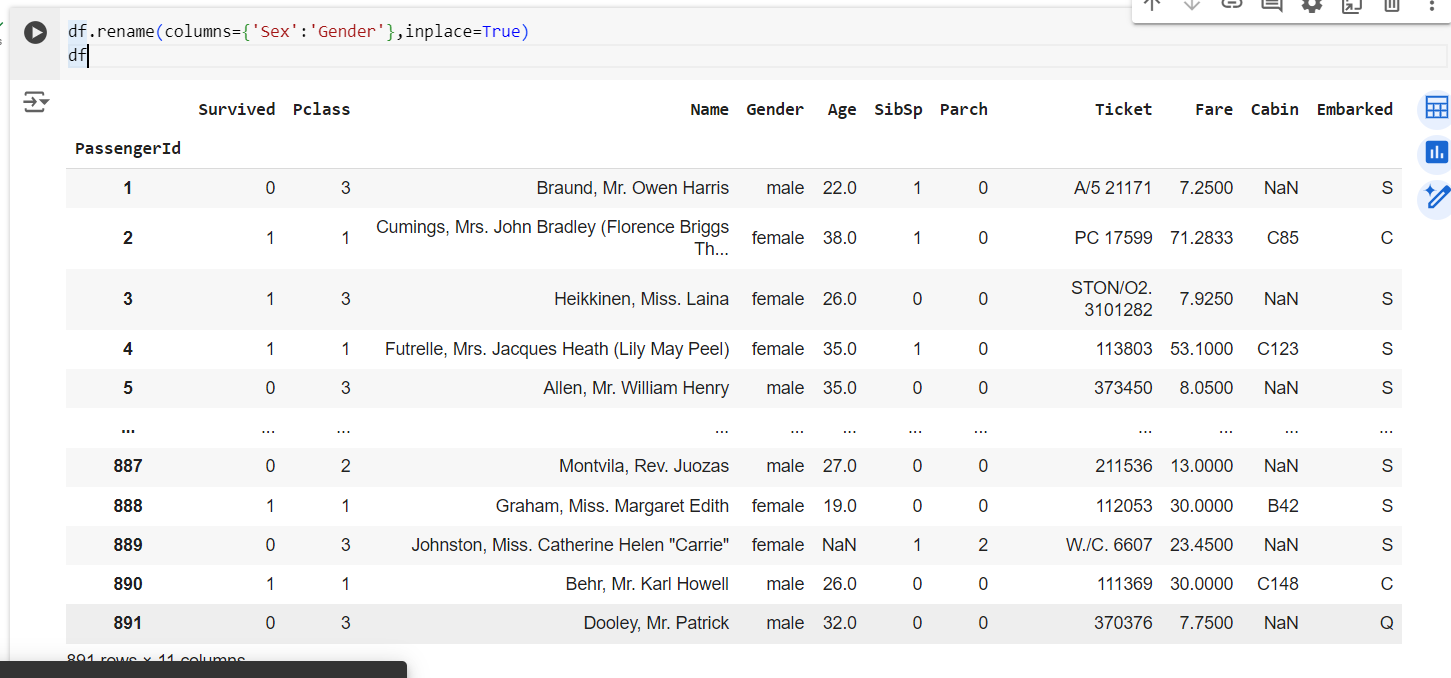 df.rename(columns={'Sex':'Gender'},inplace=True)
df
Survived Pclass Name Gender Age SibSp Parch Ticket Fare Cabin Embarked
PassengerId
1 0 3 Braund, Mr. Owen Harris male 22.0 1 0 A/5 21171 7.2500 NaN S
2 1 1 Cumings, Mrs. John Bradley (Florence Briggs Th... female 38.0 1 0 PC 17599 71.2833 C85 C
3 1 3 Heikkinen, Miss. Laina female 26.0 0 0 STON/O2. 3101282 7.9250 NaN S
4 1 1 Futrelle, Mrs. Jacques Heath (Lily May Peel) female 35.0 1 0 113803 53.1000 C123 S
5 0 3 Allen, Mr. William Henry male 35.0 0 0 373450 8.0500 NaN S
... ... ... ... ... ... ... ... ... ... ... ...
887 0 2 Montvila, Rev. Juozas male 27.0 0 0 211536 13.0000 NaN S
888 1 1 Graham, Miss. Margaret Edith female 19.0 0 0 112053 30.0000 B42 S
889 0 3 Johnston, Miss. Catherine Helen "Carrie" female NaN 1 2 W./C. 6607 23.4500 NaN S
890 1 1 Behr, Mr. Karl Howell male 26.0 0 0 111369 30.0000 C148 C
891 0 3 Dooley, Mr. Patrick male 32.0 0 0 370376 7.7500 NaN Q
891 rows × 11 columns